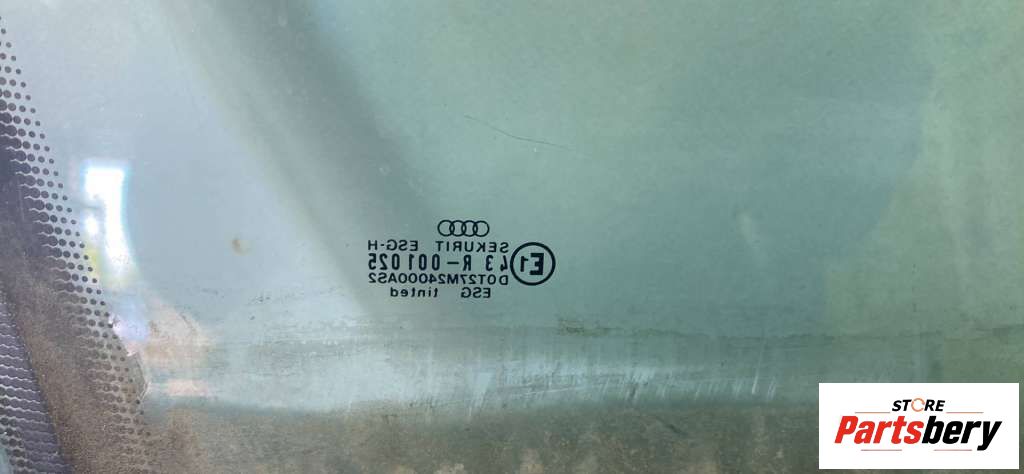 SEKURIT ESG-H
E1
43 R-001025
DOT27M24000AS2
ESG tinted
STORE
Partsbery